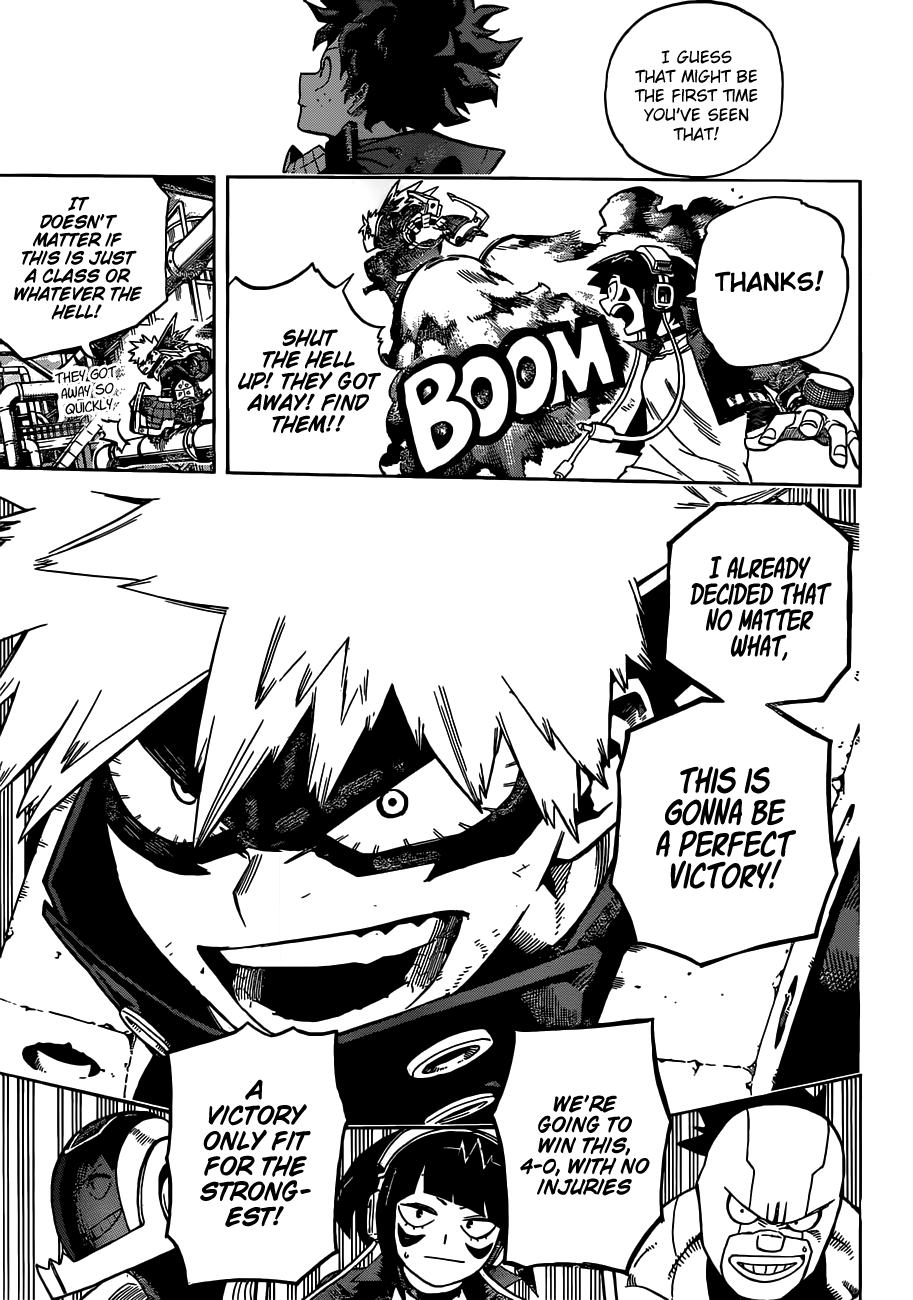 I GUESS
THAT MIGHT BE
THE FIRST TIME
YOU'VE SEEN
THAT!
THANKS!
BOOM
SHUT
THE HELL
UP! THEY GOT
AWAY! FIND
THEM!!
IT
DOESN'T
MATTER IF
THIS IS JUST
A CLASS OR
WHATEVER THE
HELL!
THEY GOT
AWAY SO
QUICKLY!!
I ALREADY
DECIDED THAT
NO MATTER
WHAT,
THIS IS
GONNA BE
A PERFECT
VICTORY!
WE'RE
GOING TO
WIN THIS,
4-0, WITH NO
INJURIES
A
VICTORY
ONLY FIT
FOR THE
STRONG-
EST!